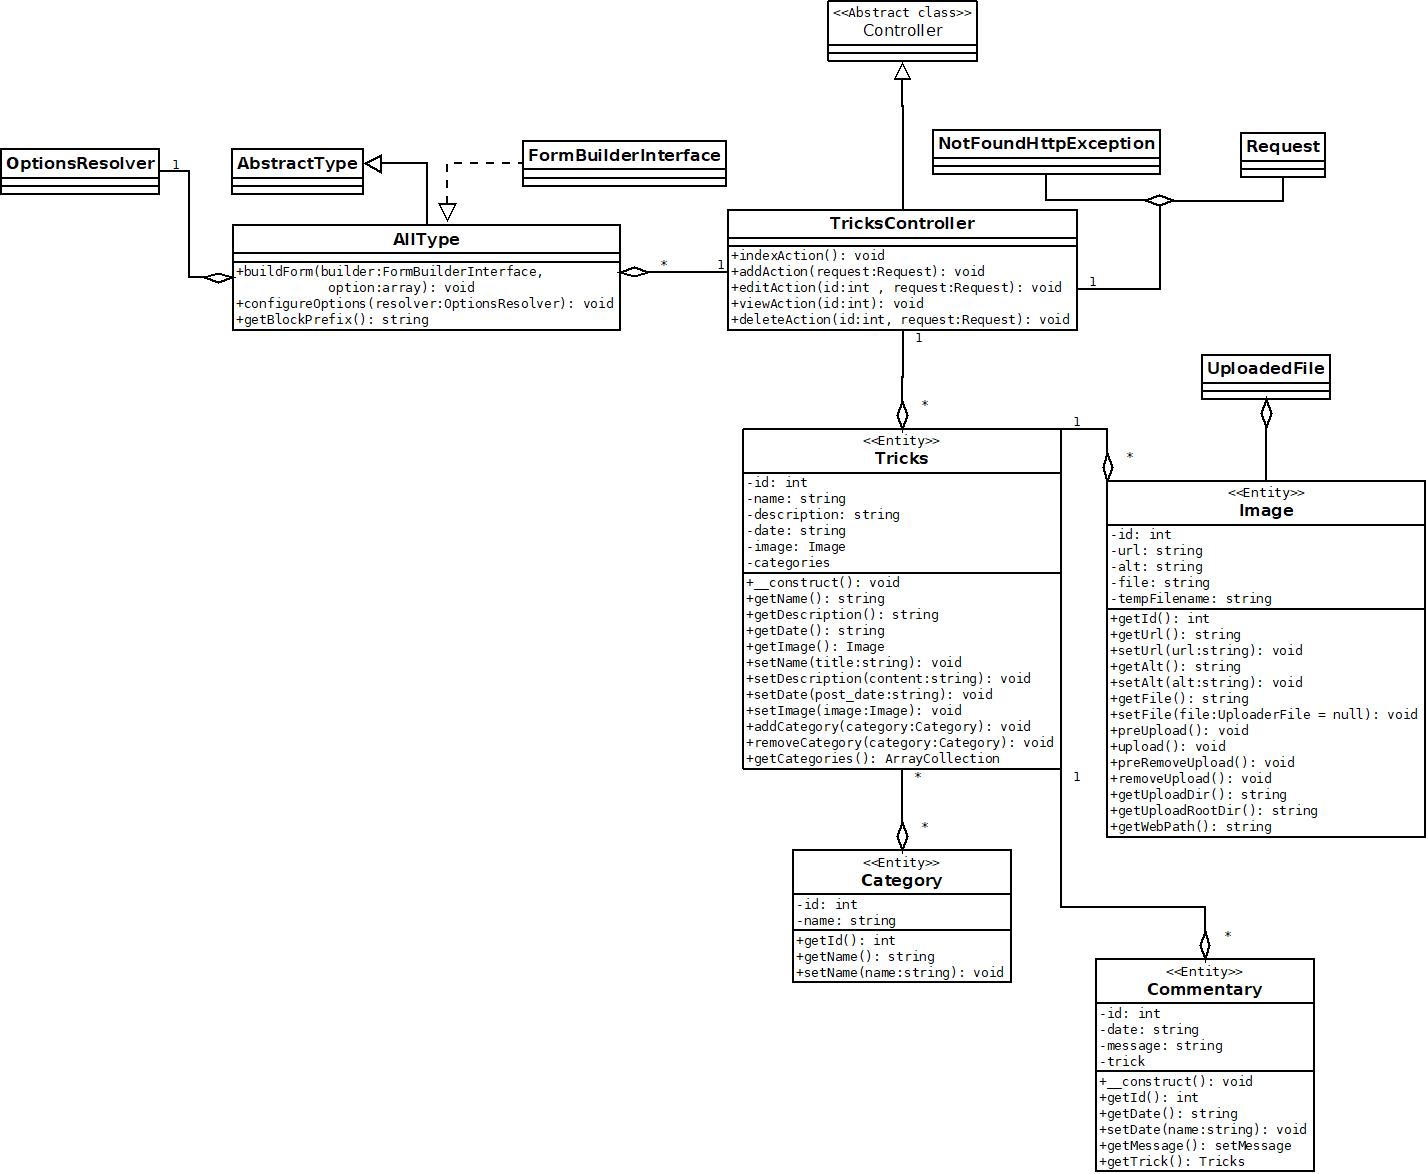 <<Abstract class>>
Controller
OptionsResolver
1
AbstractType
FormBuilderInterface
NotFoundHttpException
Request
AllType
+buildForm(builder:FormBuilderInterface,
option:array): void
+configureOptions(resolver:OptionsResolver): void
+getBlockPrefix(): string
*
1
TricksController
+indexAction(): void
+addAction(request:Request): void
+editAction(id:int , request:Request): void
+viewAction(id:int): void
+deleteAction(id:int, request:Request): void
1
1
*
UploadedFile
<<Entity>>
Tricks
-id: int
-name: string
-description: string
-date: string
-image: Image
-categories
+__construct(): void
+getName(): string
+getDescription(): string
+getDate(): string
+getImage(): Image
+setName(title:string): void
+setDescription(content:string): void
+setDate(post_date:string): void
+setImage(image:Image): void
+addCategory(category:Category): void
+removeCategory(category:Category): void
+getCategories(): ArrayCollection
1
*
<<Entity>>
Image
-id: int
-url: string
-alt: string
-file: string
-tempFilename: string
+getId(): int
+getUrl(): string
+setUrl(url:string): void
+getAlt(): string
+setAlt(alt:string): void
+getFile(): string
+setFile(file:UploaderFile = null): void
+preUpload(): void
+upload(): void
+preRemoveUpload(): void
+removeUpload(): void
+getUploadDir(): string
+getUploadRootDir(): string
+getWebPath(): string
*
1
*
<<Entity>>
Category
-id: int
-name: string
+getId(): int
+getName(): string
+setName(name:string): void
*
<<Entity>>
Commentary
-id: int
-date: string
-message: string
-trick
+__construct(): void
+getId(): int
+getDate(): string
+setDate(name:string): void
+getMessage(): setMessage
+getTrick(): Tricks